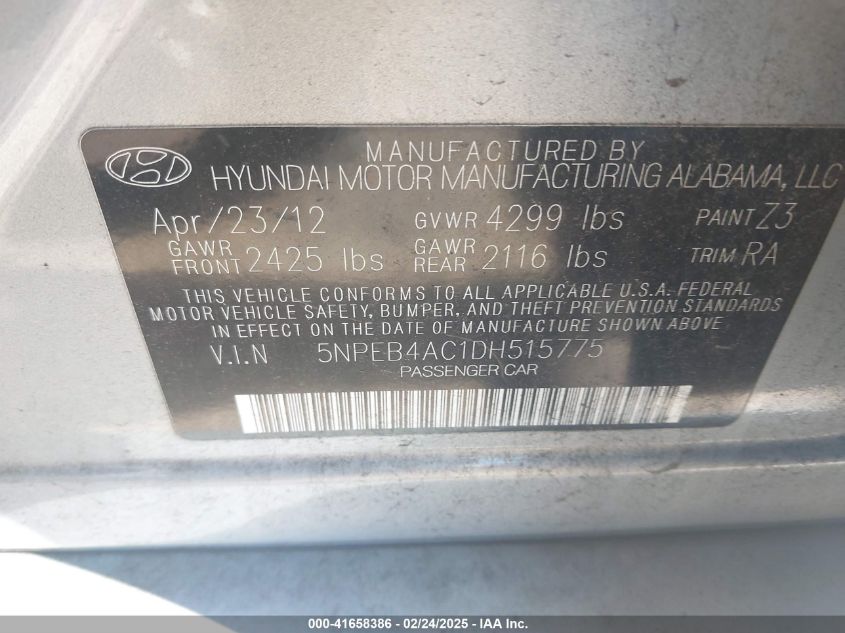 MANUFACTURED BY
HYUNDAI MOTOR MANUFACTURING ALABAMA, LLC
Apr/23/12 GVWR 4299 lbs PAINT Z3
GAWR FRONT 2425 lbs GAWR REAR 2116 lbs TRIM RA
THIS VEHICLE CONFORMS TO ALL APPLICABLE U.S.A. FEDERAL
MOTOR VEHICLE SAFETY, BUMPER, AND THEFT PREVENTION STANDARDS
IN EFFECT ON THE DATE OF MANUFACTURE SHOWN ABOVE
V.I.N 5NPEB4AC1DH515775
PASSENGER CAR
000-41658386 - 02/24/2025 - IAA, Inc.